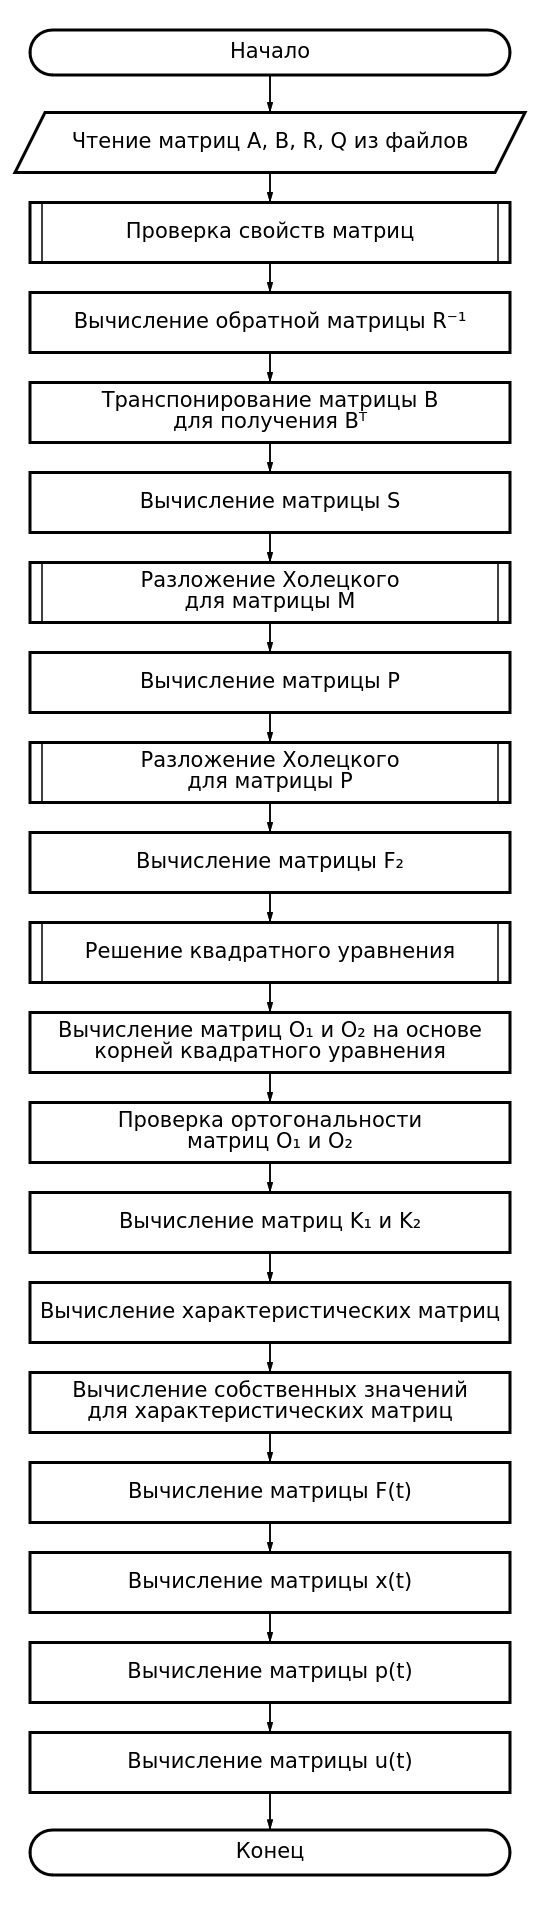 Начало
Чтение матриц A, B, R, Q из файлов
Проверка свойств матриц
Вычисление обратной матрицы R⁻¹
Транспонирование матрицы B
для получения Bᵀ
Вычисление матрицы S
Разложение Холецкого
для матрицы M
Вычисление матрицы P
Разложение Холецкого
для матрицы P
Вычисление матрицы F₂
Решение квадратного уравнения
Вычисление матриц O₁ и O₂ на основе
корней квадратного уравнения
Проверка ортогональности
матриц O₁ и O₂
Вычисление матриц K₁ и K₂
Вычисление характеристических матриц
Вычисление собственных значений
для характеристических матриц
Вычисление матрицы F(t)
Вычисление матрицы x(t)
Вычисление матрицы p(t)
Вычисление матрицы u(t)
Конец